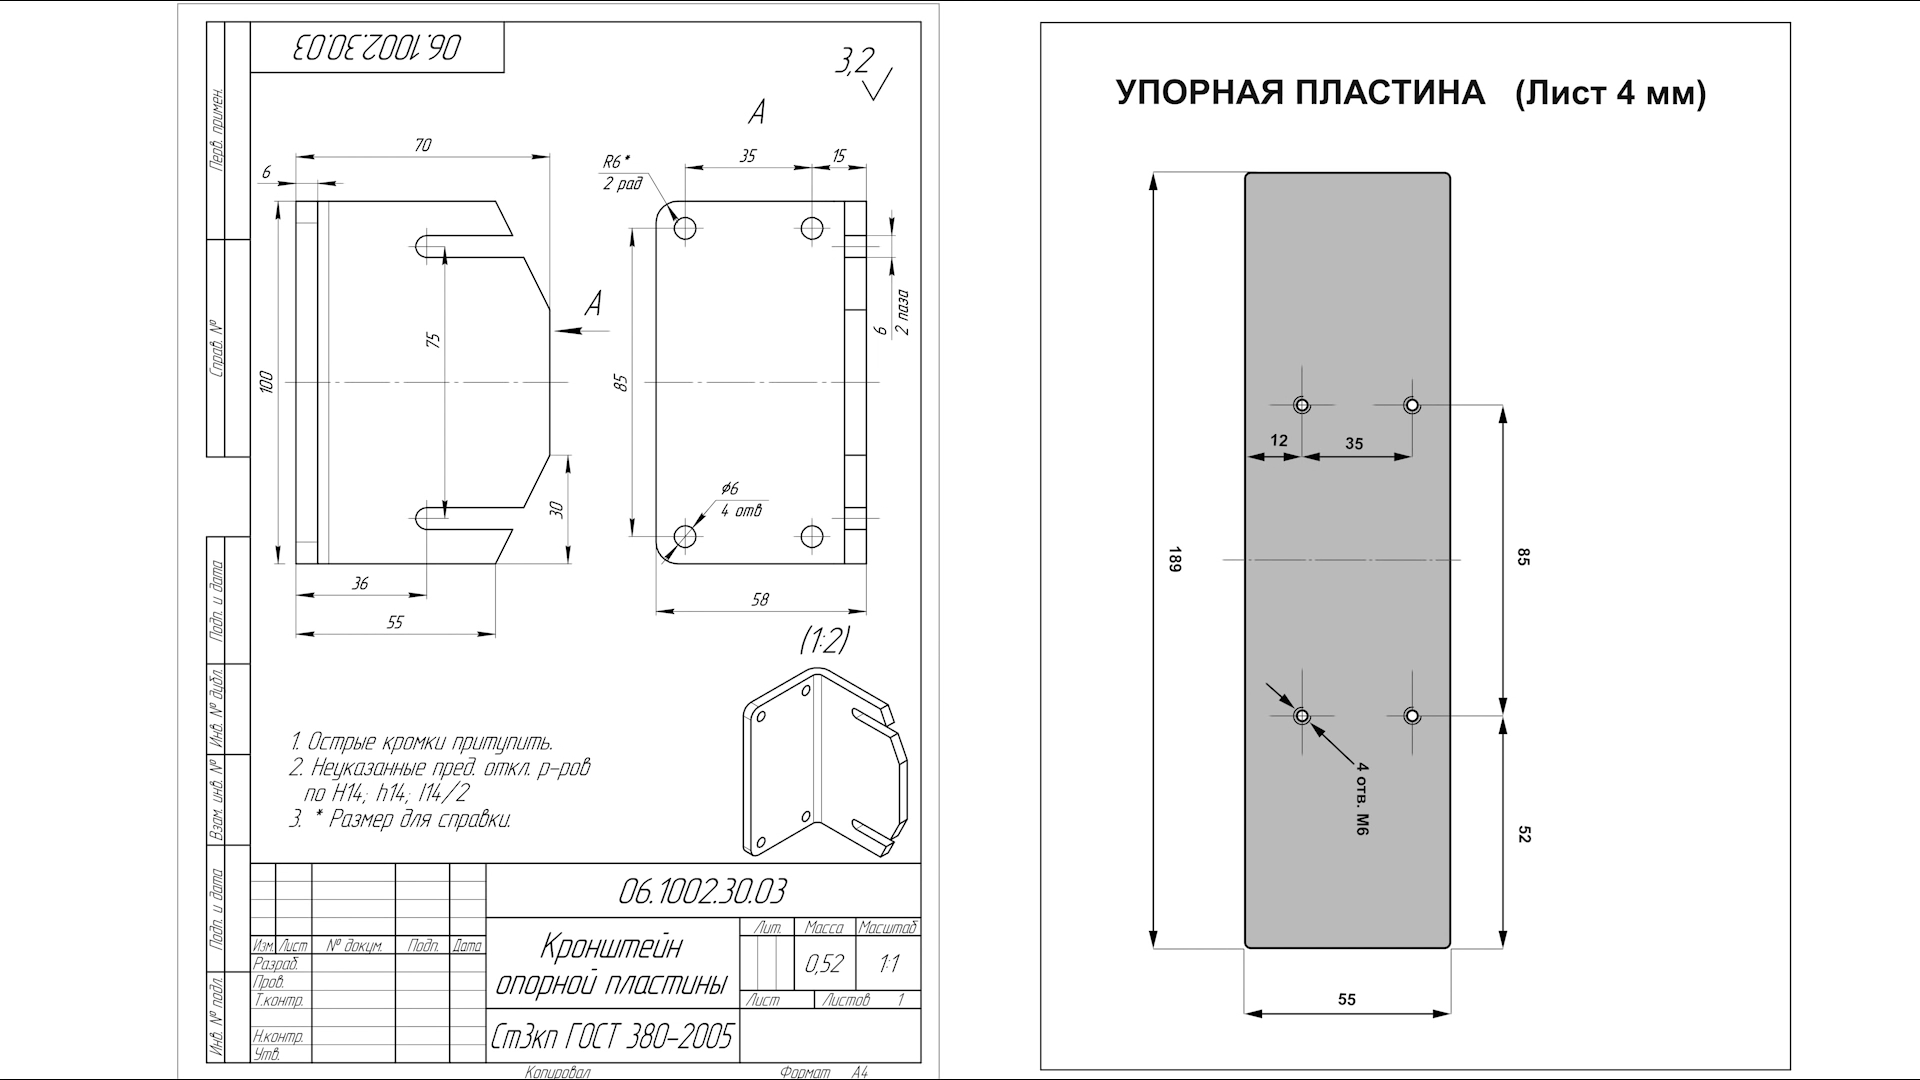 06.1002.30.03
Перв. примен.
Справ. №
Подп. и дата
Инв. № дубл.
Взам. инв. №
Подп. и дата
Инв. № подл.
3,2
А
70
6
100
75
А
30
36
55
R6*
2 рад
35
15
85
6
2 паза
⌀6
4 отв
58
(1:2)
1. Острые кромки притупить.
2. Неуказанные пред. откл. р-ров
по H14; h14; I14/2
3. * Размер для справки.
06.1002.30.03
Изм. Лист № докум. Подп. Дата
Разраб.
Пров.
Т.контр.
Н.контр.
Утв.
Кронштейн
опорной пластины
Лит. Масса Масштаб
0,52 1:1
Лист Листов 1
Ст3кп ГОСТ 380-2005
Копировал Формат А4
УПОРНАЯ ПЛАСТИНА (Лист 4 мм)
12
35
189
85
4 отв. М6
52
55